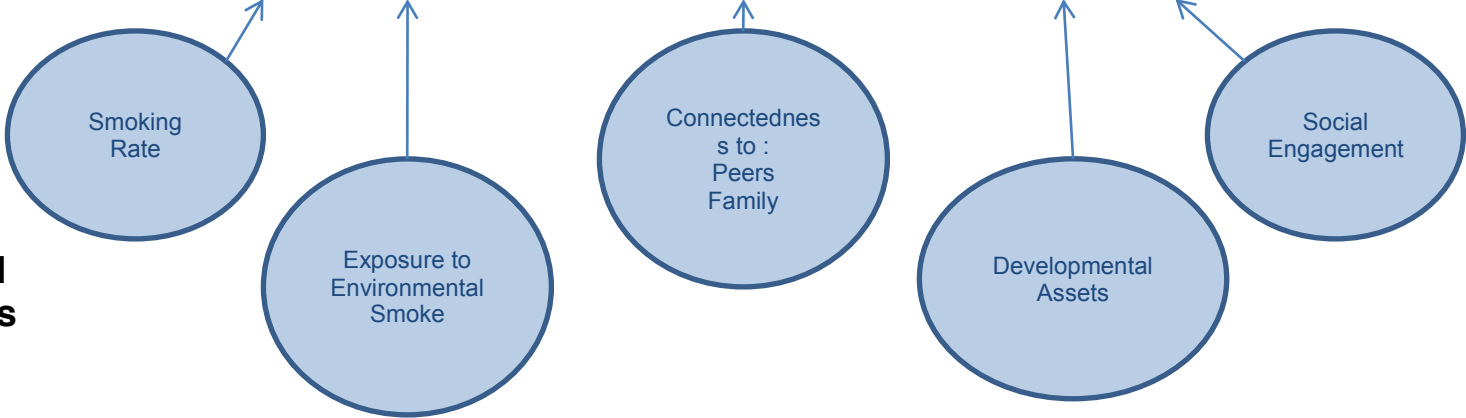 Smoking
Rate
Exposure to
Environmental
Smoke
Connectednes
s to :
Peers
Family
Developmental
Assets
Social
Engagement